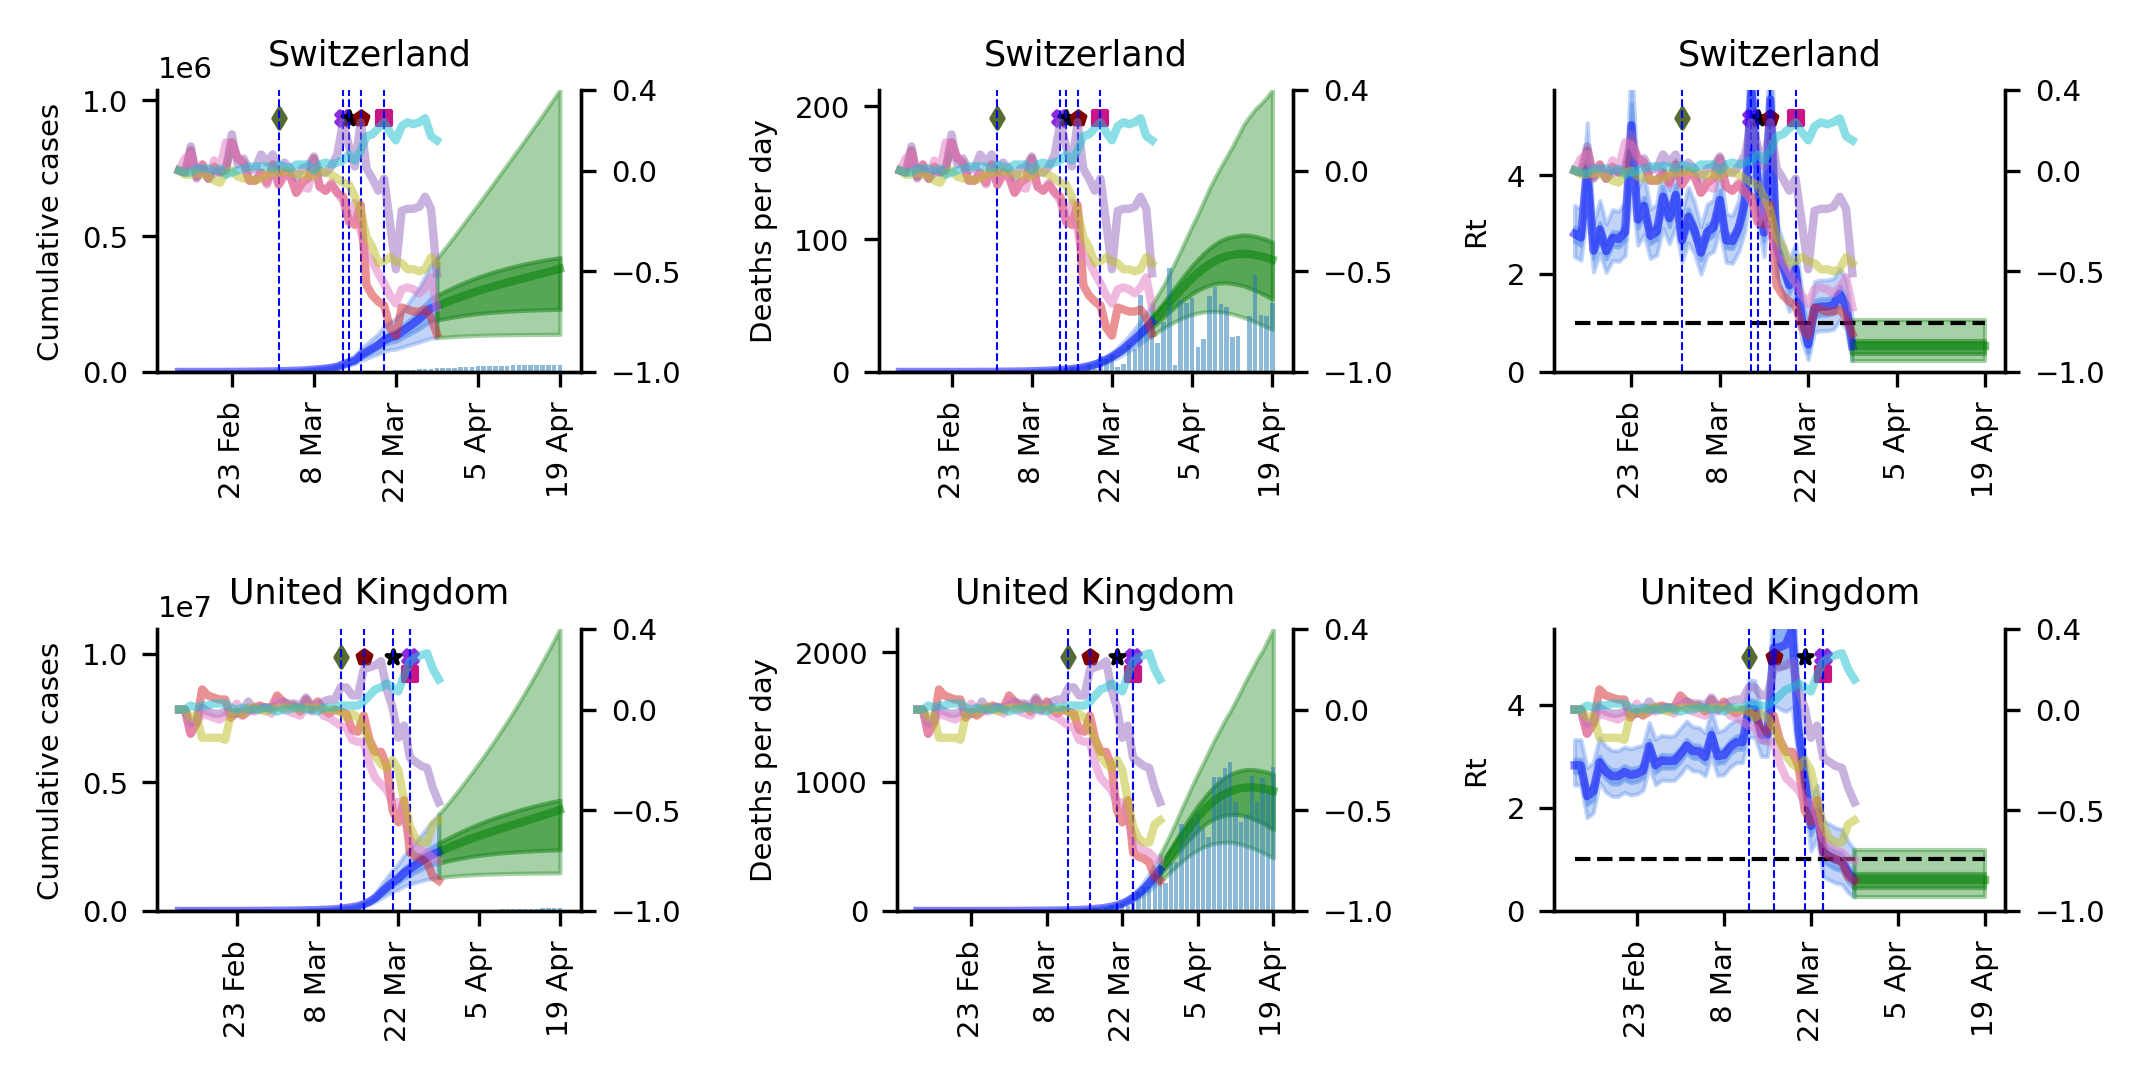 Switzerland
1e6
Cumulative cases
1.0
0.5
0.0
0.4
0.0
−0.5
−1.0
23 Feb
8 Mar
22 Mar
5 Apr
19 Apr
Switzerland
Deaths per day
200
100
0
0.4
0.0
−0.5
−1.0
23 Feb
8 Mar
22 Mar
5 Apr
19 Apr
Switzerland
Rt
4
2
0
0.4
0.0
−0.5
−1.0
23 Feb
8 Mar
22 Mar
5 Apr
19 Apr
United Kingdom
1e7
Cumulative cases
1.0
0.5
0.0
0.4
0.0
−0.5
−1.0
23 Feb
8 Mar
22 Mar
5 Apr
19 Apr
United Kingdom
Deaths per day
2000
1000
0
0.4
0.0
−0.5
−1.0
23 Feb
8 Mar
22 Mar
5 Apr
19 Apr
United Kingdom
Rt
4
2
0
0.4
0.0
−0.5
−1.0
23 Feb
8 Mar
22 Mar
5 Apr
19 Apr